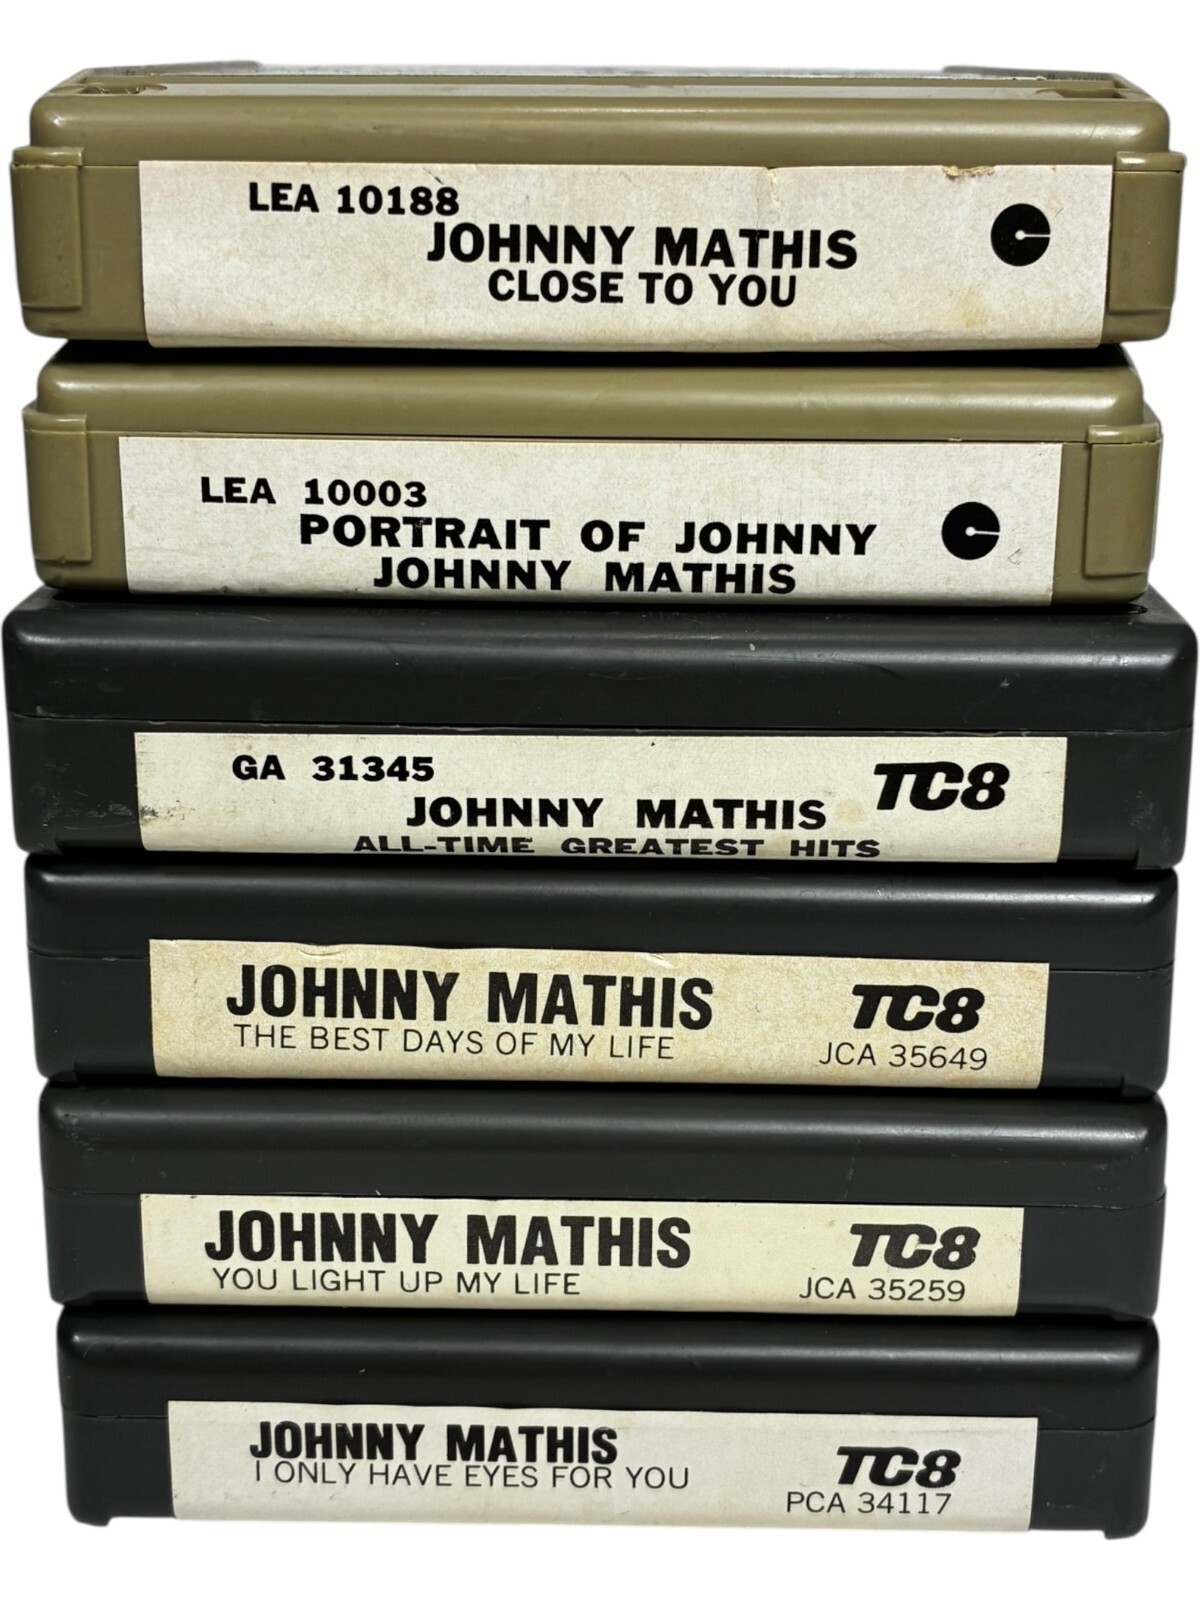 LEA 10188
JOHNNY MATHIS
CLOSE TO YOU
LEA 10003
PORTRAIT OF JOHNNY
JOHNNY MATHIS
GA 31345
TC8
JOHNNY MATHIS
ALL-TIME GREATEST HITS
JOHNNY MATHIS
THE BEST DAYS OF MY LIFE
TC8
JCA 35649
JOHNNY MATHIS
YOU LIGHT UP MY LIFE
TC8
JCA 35259
JOHNNY MATHIS
I ONLY HAVE EYES FOR YOU
TC8
PCA 34117